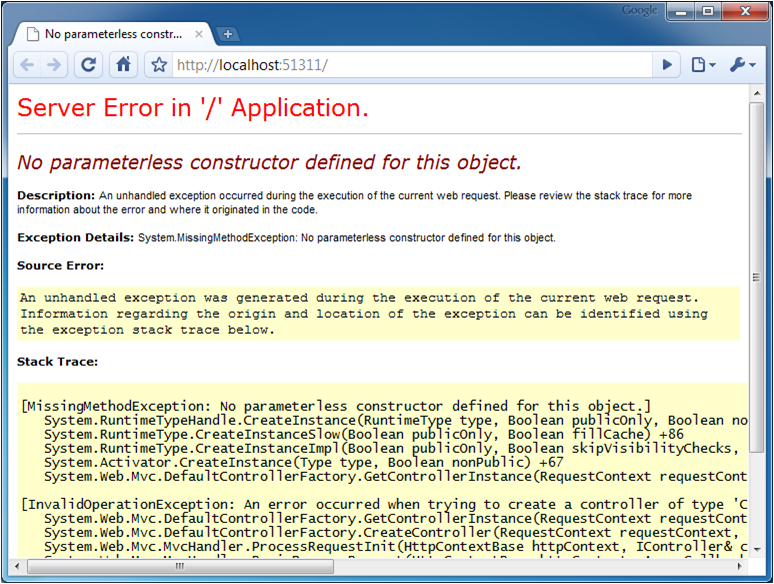 Google
No parameterless constr...
http://localhost:51311/
Server Error in '/' Application.
No parameterless constructor defined for this object.
Description: An unhandled exception occurred during the execution of the current web request. Please review the stack trace for more
information about the error and where it originated in the code.
Exception Details: System.MissingMethodException: No parameterless constructor defined for this object.
Source Error:
An unhandled exception was generated during the execution of the current web request.
Information regarding the origin and location of the exception can be identified using
the exception stack trace below.
Stack Trace:
[MissingMethodException: No parameterless constructor defined for this object.]
System.RuntimeTypeHandle.CreateInstance(RuntimeType type, Boolean publicOnly, Boolean no
System.RuntimeType.CreateInstanceSlow(Boolean publicOnly, Boolean fillCache) +86
System.RuntimeType.CreateInstanceImpl(Boolean publicOnly, Boolean skipVisibilityChecks,
System.Activator.CreateInstance(Type type, Boolean nonPublic) +67
System.Web.Mvc.DefaultControllerFactory.GetControllerInstance(RequestContext requestCont
[InvalidOperationException: An error occurred when trying to create a controller of type 'C
System.Web.Mvc.DefaultControllerFactory.GetControllerInstance(RequestContext requestCont
System.Web.Mvc.DefaultControllerFactory.CreateController(RequestContext requestContext,
System.Web.Mvc.MvcHandler.ProcessRequestInit(HttpContextBase httpContext, IController& c